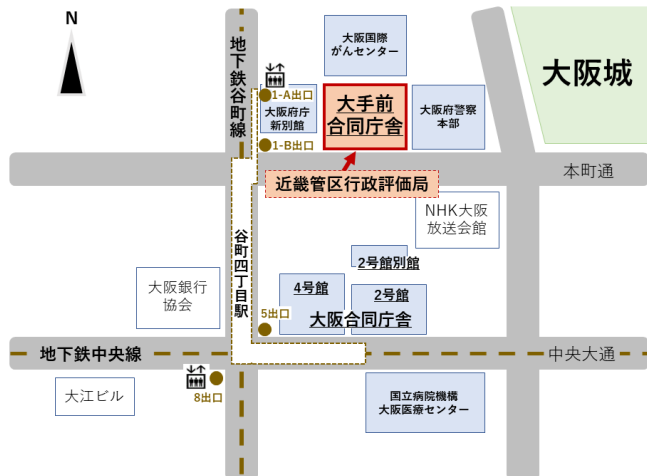 N
地下鉄谷町線
大阪国際
がんセンター
大阪城
1-A出口
大阪府庁
新別館
大手前
合同庁舎
大阪府警察
本部
1-B出口
近畿管区行政評価局
本町通
NHK大阪
放送会館
谷町四丁目駅
2号館別館
大阪銀行
協会
4号館
2号館
5出口
大阪合同庁舎
地下鉄中央線
中央大通
大江ビル
8出口
国立病院機構
大阪医療センター